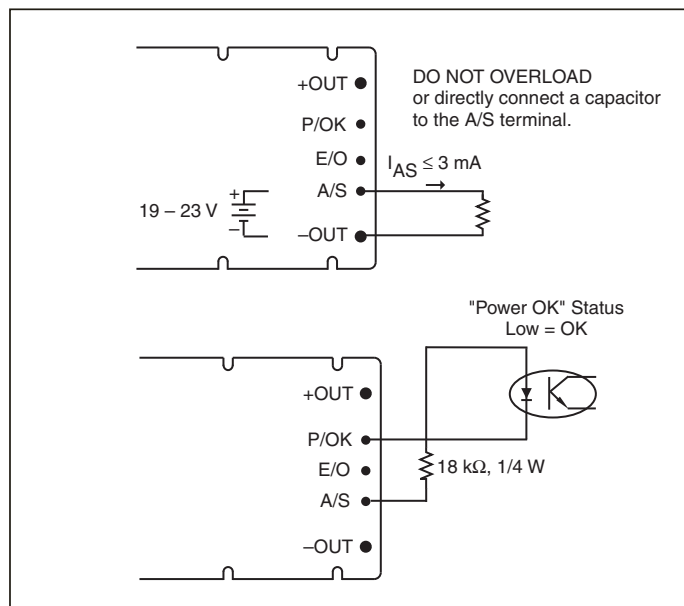 +OUT
DO NOT OVERLOAD
or directly connect a capacitor
to the A/S terminal.
P/OK
E/O
I_AS ≤ 3 mA
A/S
19 – 23 V
+
–
–OUT
"Power OK" Status
Low = OK
+OUT
P/OK
18 kΩ, 1/4 W
E/O
A/S
–OUT